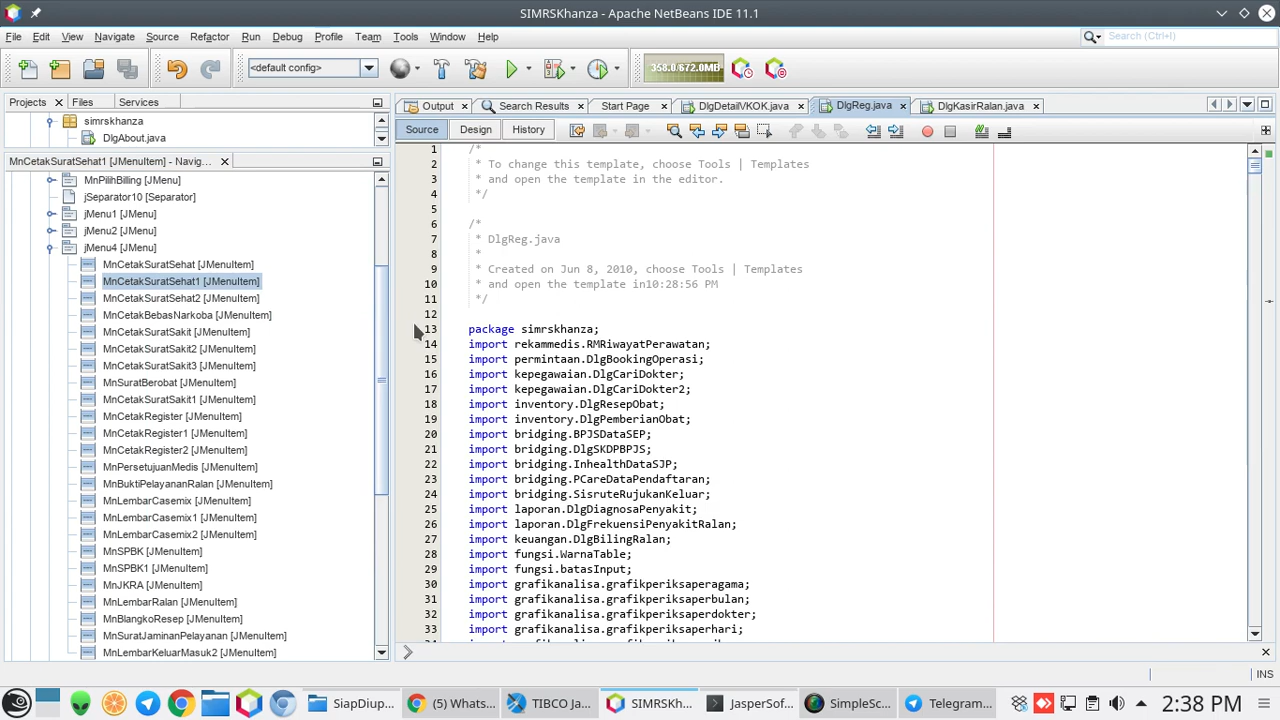 SIMRSKhanza - Apache NetBeans IDE 11.1
File Edit View Navigate Source Refactor Run Debug Profile Team Tools Window Help
Search (Ctrl+I)
<default config>
358.0/672.0MB
Projects Files Services
simrskhanza
DlgAbout.java
MnCetakSuratSehat1 [JMenuItem] - Navig...
MnPilihBilling [JMenu]
jSeparator10 [Separator]
jMenu1 [JMenu]
jMenu2 [JMenu]
jMenu4 [JMenu]
MnCetakSuratSehat [JMenuItem]
MnCetakSuratSehat1 [JMenuItem]
MnCetakSuratSehat2 [JMenuItem]
MnCetakBebasNarkoba [JMenuItem]
MnCetakSuratSakit [JMenuItem]
MnCetakSuratSakit2 [JMenuItem]
MnCetakSuratSakit3 [JMenuItem]
MnSuratBerobat [JMenuItem]
MnCetakSuratSakit1 [JMenuItem]
MnCetakRegister [JMenuItem]
MnCetakRegister1 [JMenuItem]
MnCetakRegister2 [JMenuItem]
MnPersetujuanMedis [JMenuItem]
MnBuktiPelayananRalan [JMenuItem]
MnLembarCasemix [JMenuItem]
MnLembarCasemix1 [JMenuItem]
MnLembarCasemix2 [JMenuItem]
MnSPBK [JMenuItem]
MnSPBK1 [JMenuItem]
MnJKRA [JMenuItem]
MnLembarRalan [JMenuItem]
MnBlangkoResep [JMenuItem]
MnSuratJaminanPelayanan [JMenuItem]
MnLembarKeluarMasuk2 [JMenuItem]
Output Search Results Start Page DlgDetailVKOK.java DlgReg.java DlgKasirRalan.java
Source Design History
1 /*
2 * To change this template, choose Tools | Templates
3 * and open the template in the editor.
4 */
5
6 /*
7 * DlgReg.java
8 *
9 * Created on Jun 8, 2010, choose Tools | Templates
10 * and open the template in10:28:56 PM
11 */
12
13 package simrskhanza;
14 import rekammedis.RMRiwayatPerawatan;
15 import permintaan.DlgBookingOperasi;
16 import kepegawaian.DlgCariDokter;
17 import kepegawaian.DlgCariDokter2;
18 import inventory.DlgResepObat;
19 import inventory.DlgPemberianObat;
20 import bridging.BPJSDataSEP;
21 import bridging.DlgSKDPBPJS;
22 import bridging.InhealthDataSJP;
23 import bridging.PCareDataPendaftaran;
24 import bridging.SisruteRujukanKeluar;
25 import laporan.DlgDiagnosaPenyakit;
26 import laporan.DlgFrekuensiPenyakitRalan;
27 import keuangan.DlgBilingRalan;
28 import fungsi.WarnaTable;
29 import fungsi.batasInput;
30 import grafikanalisa.grafikperiksaperagama;
31 import grafikanalisa.grafikperiksaperbulan;
32 import grafikanalisa.grafikperiksaperdokter;
33 import grafikanalisa.grafikperiksaperhari;
INS
SiapDiup... (3) Whats... TIBCO Ja... SIMRSKh... JasperSof... SimpleSc... Telegram... 2:38 PM